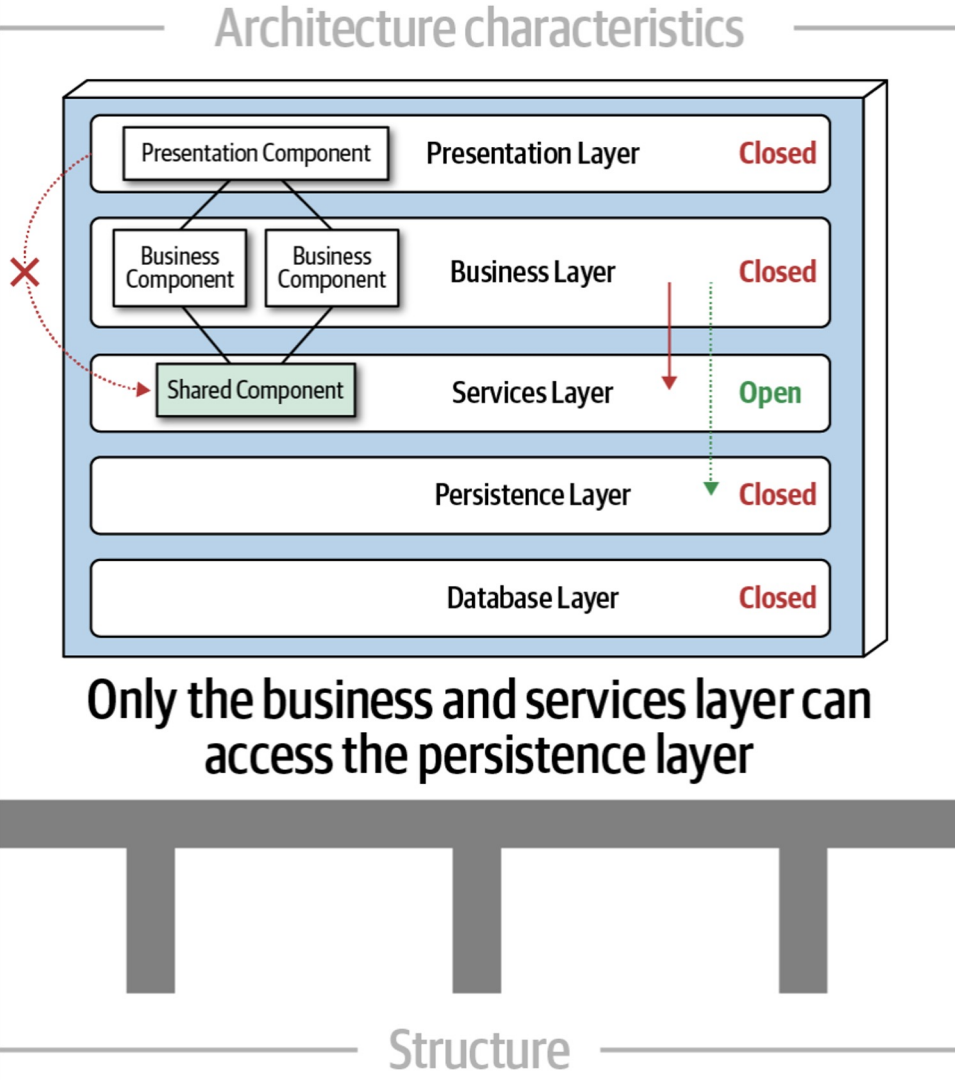 Architecture characteristics
Presentation Component
Presentation Layer
Closed
Business
Component
Business
Component
Business Layer
Closed
Shared Component
Services Layer
Open
Persistence Layer
Closed
Database Layer
Closed
Only the business and services layer can
access the persistence layer
Structure